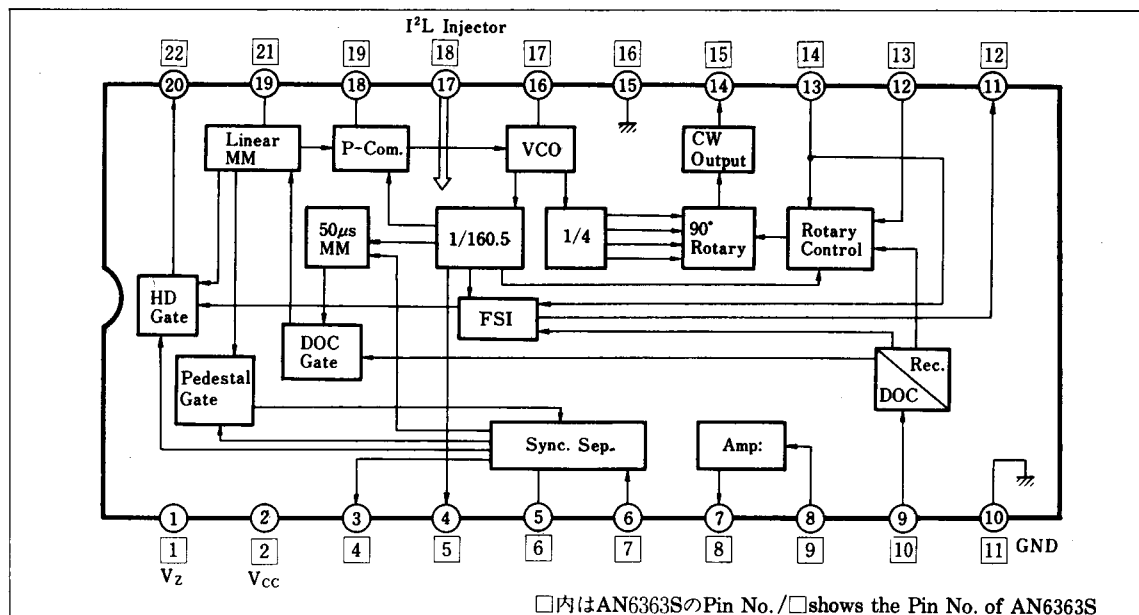 I²L Injector
22 21 19 18 17 16 15 14 13 12
20 19 18 17 16 15 14 13 12 11
Linear MM
P-Com.
VCO
CW Output
50μs MM
1/160.5
1/4
90° Rotary
Rotary Control
HD Gate
FSI
DOC Gate
Pedestal Gate
Rec.
DOC
Sync. Sep.
Amp.
1 2 3 4 5 6 7 8 9 10
1 2 4 5 6 7 8 9 10 11 GND
VZ VCC
□内はAN6363SのPin No./□shows the Pin No. of AN6363S